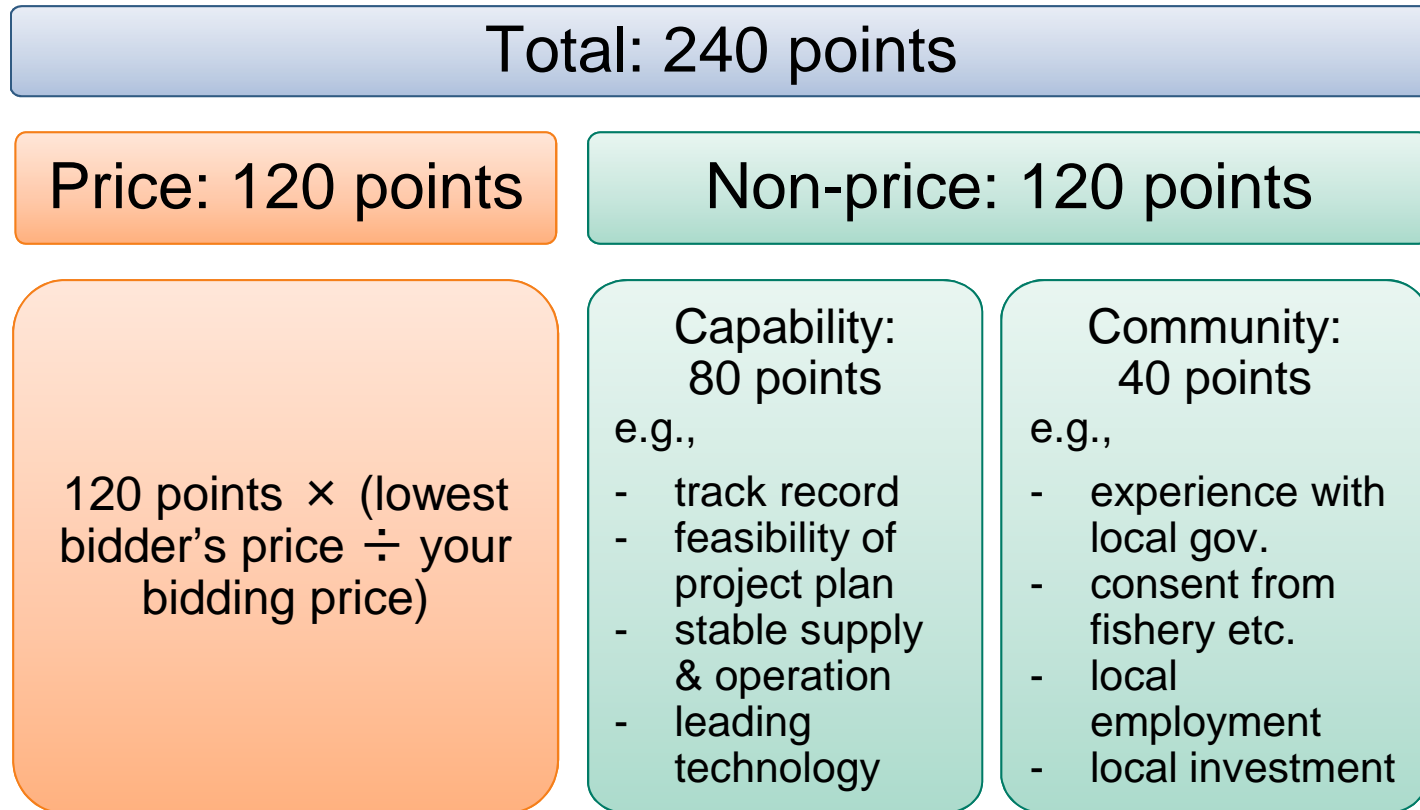 Total: 240 points
Price: 120 points
Non-price: 120 points
120 points × (lowest
bidder’s price ÷ your
bidding price)
Capability:
80 points
e.g.,
- track record
- feasibility of
project plan
- stable supply
& operation
- leading
technology
Community:
40 points
e.g.,
- experience with
local gov.
- consent from
fishery etc.
- local
employment
- local investment